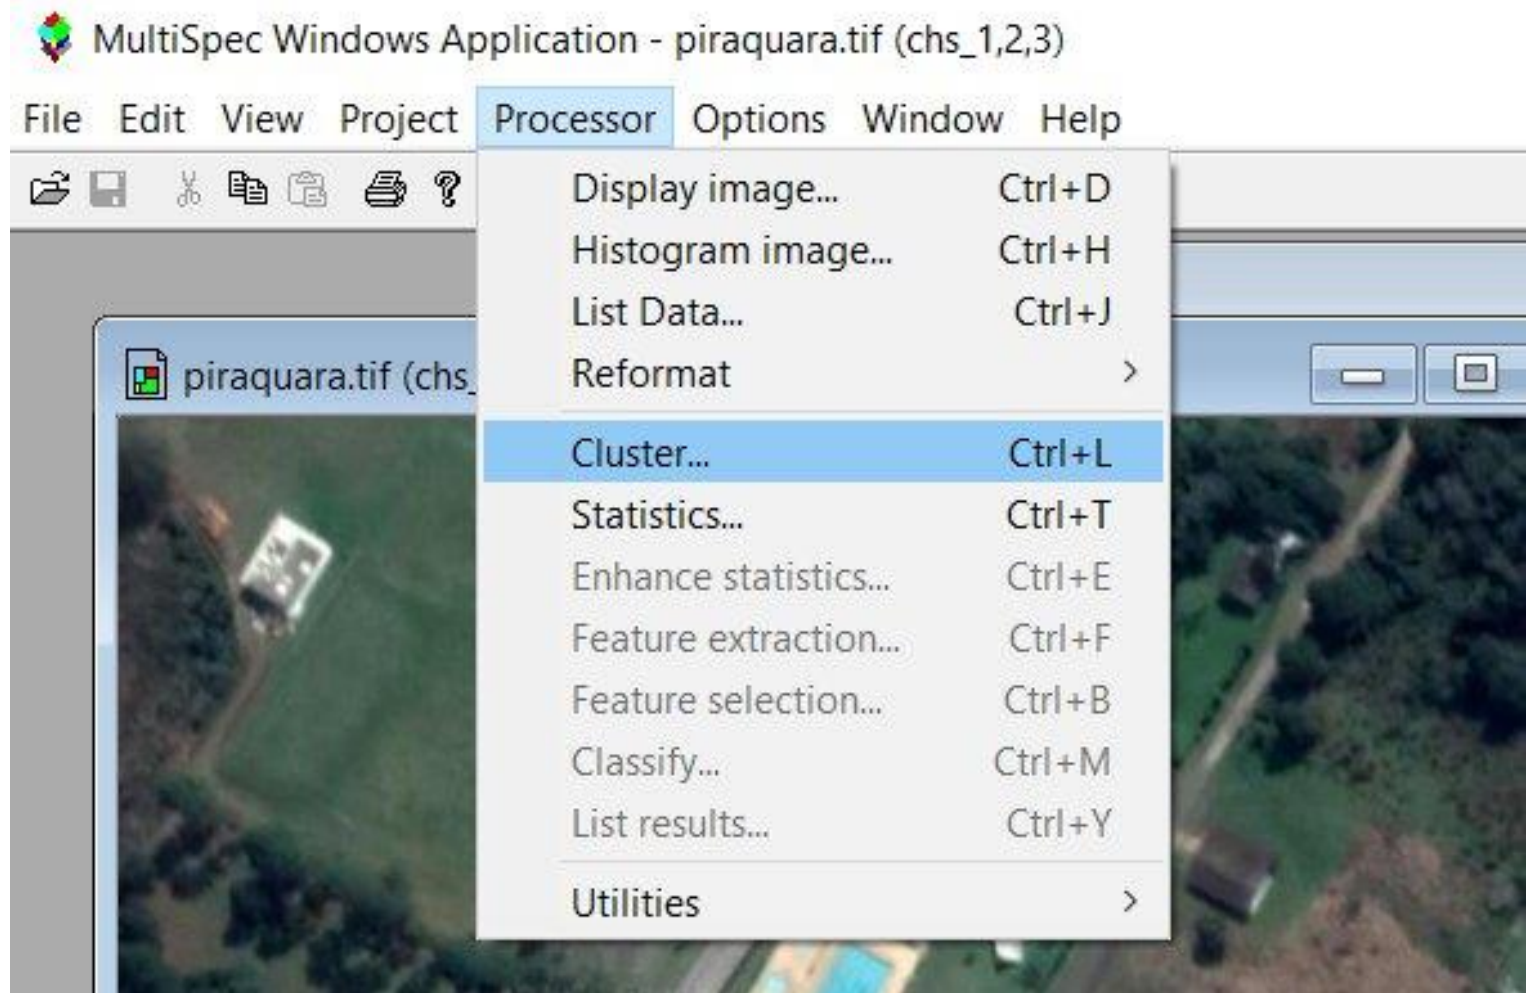 MultiSpec Windows Application - piraquara.tif (chs_1,2,3)
File Edit View Project Processor Options Window Help
Display image... Ctrl+D
Histogram image... Ctrl+H
List Data... Ctrl+J
Reformat
piraquara.tif (chs_
Cluster... Ctrl+L
Statistics... Ctrl+T
Enhance statistics... Ctrl+E
Feature extraction... Ctrl+F
Feature selection... Ctrl+B
Classify... Ctrl+M
List results... Ctrl+Y
Utilities